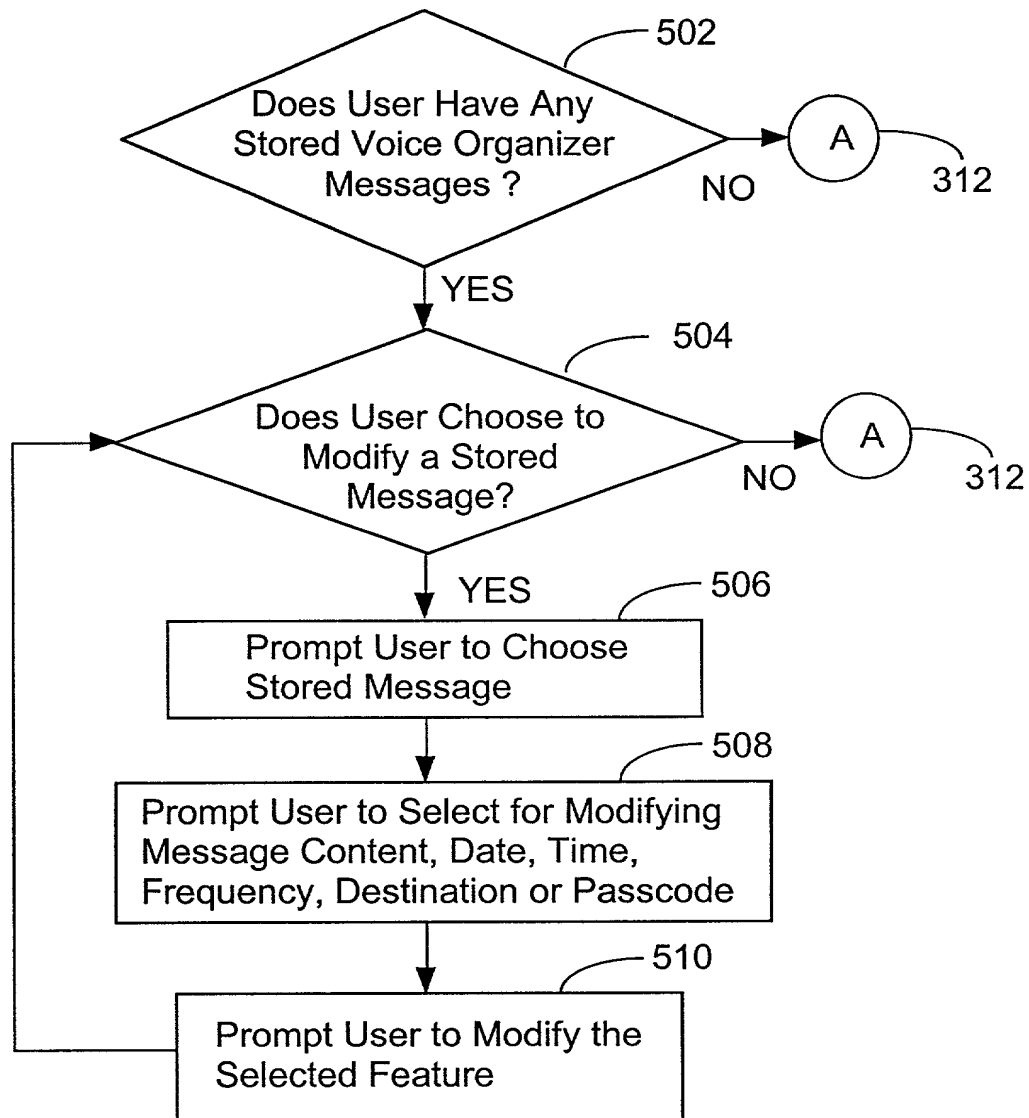 502
Does User Have Any
Stored Voice Organizer
Messages ?
A
NO
312
YES
504
Does User Choose to
Modify a Stored
Message?
A
NO
312
YES
506
Prompt User to Choose
Stored Message
508
Prompt User to Select for Modifying
Message Content, Date, Time,
Frequency, Destination or Passcode
510
Prompt User to Modify the
Selected Feature